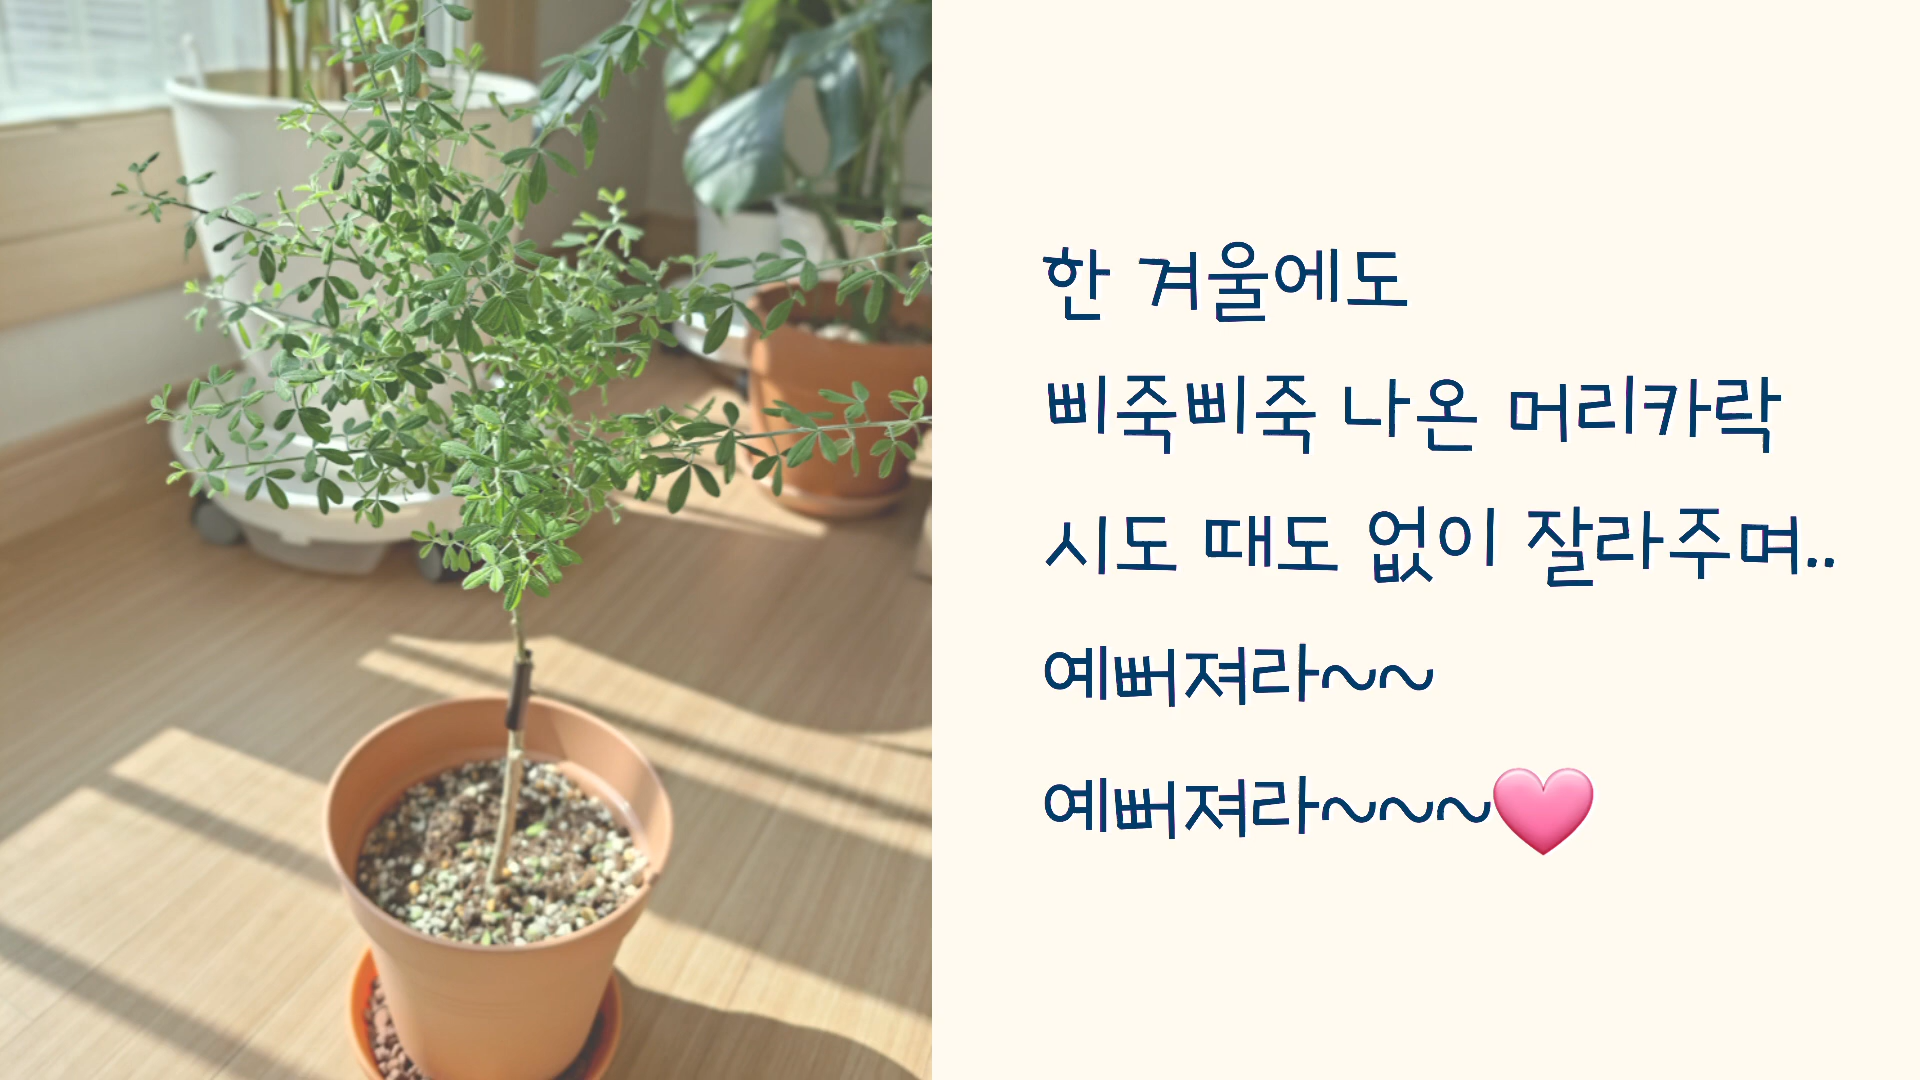 한 겨울에도
삐죽삐죽 나온 머리카락
시도 때도 없이 잘라주며..
예뻐져라~~
예뻐져라~~~🩷